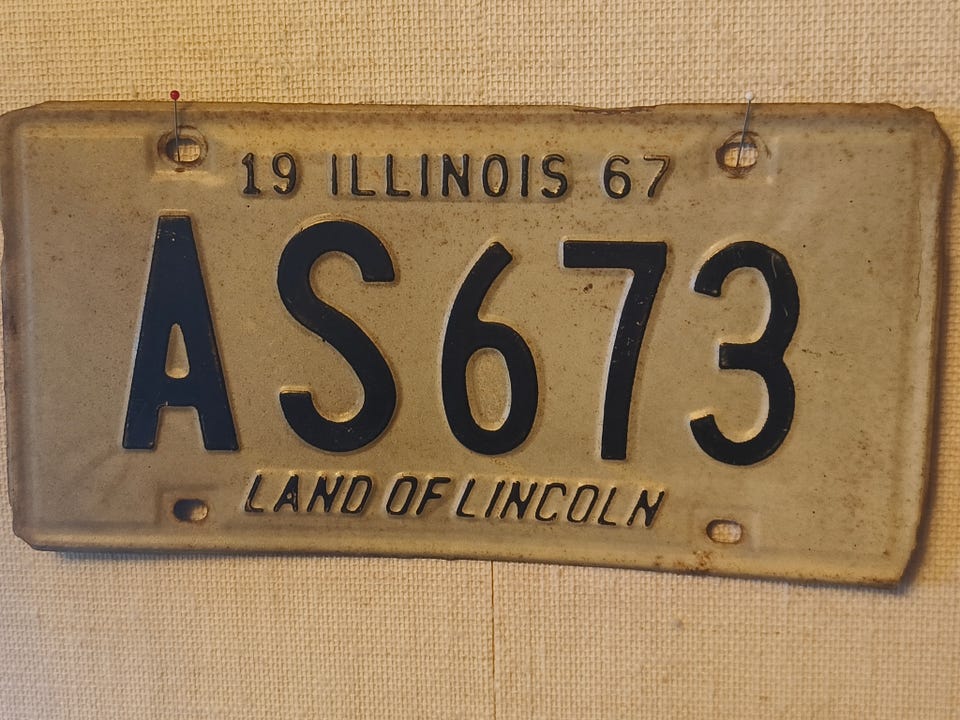 19 ILLINOIS 67
AS673
LAND OF LINCOLN